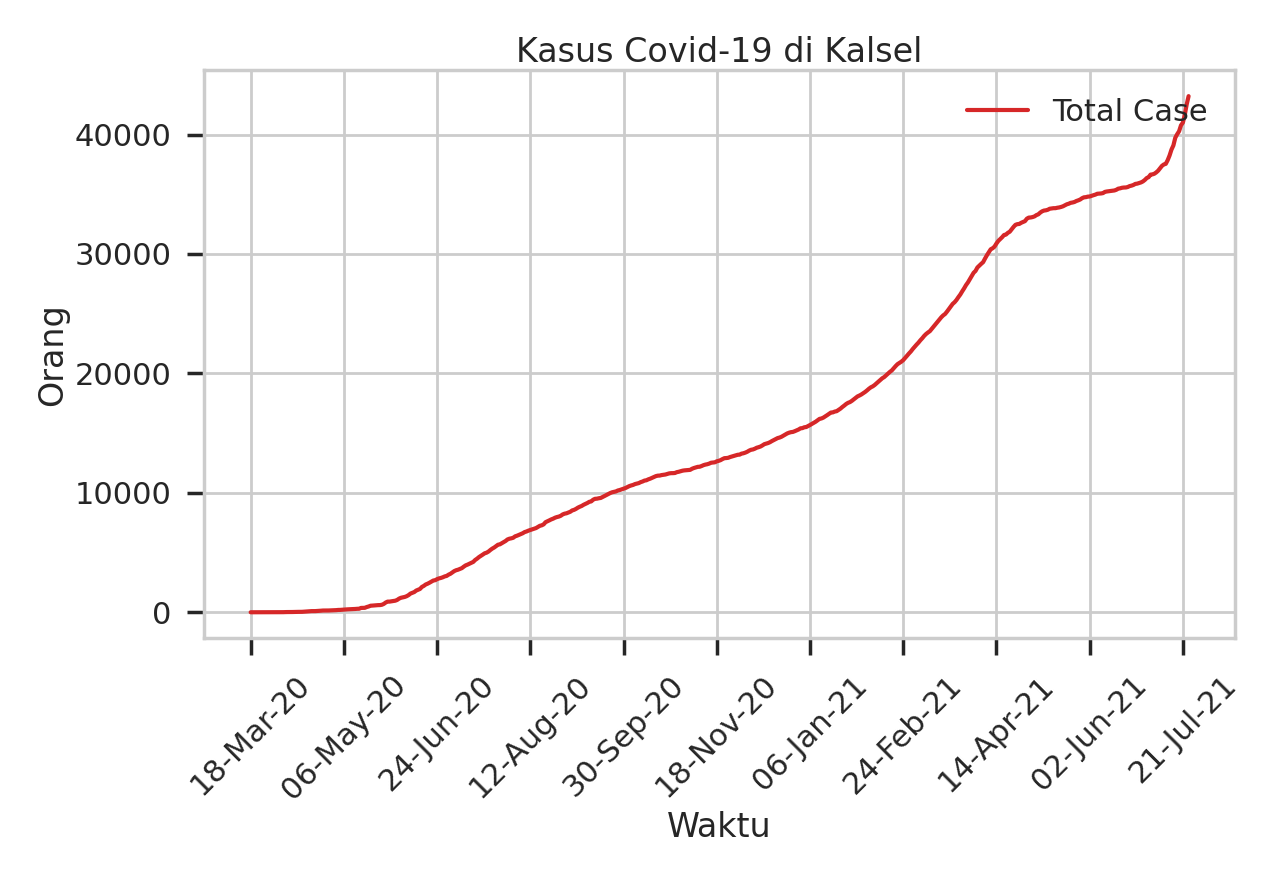 Kasus Covid-19 di Kalsel
Total Case
40000
30000
20000
10000
0
Orang
18-Mar-20
06-May-20
24-Jun-20
12-Aug-20
30-Sep-20
18-Nov-20
06-Jan-21
24-Feb-21
14-Apr-21
02-Jun-21
21-Jul-21
Waktu